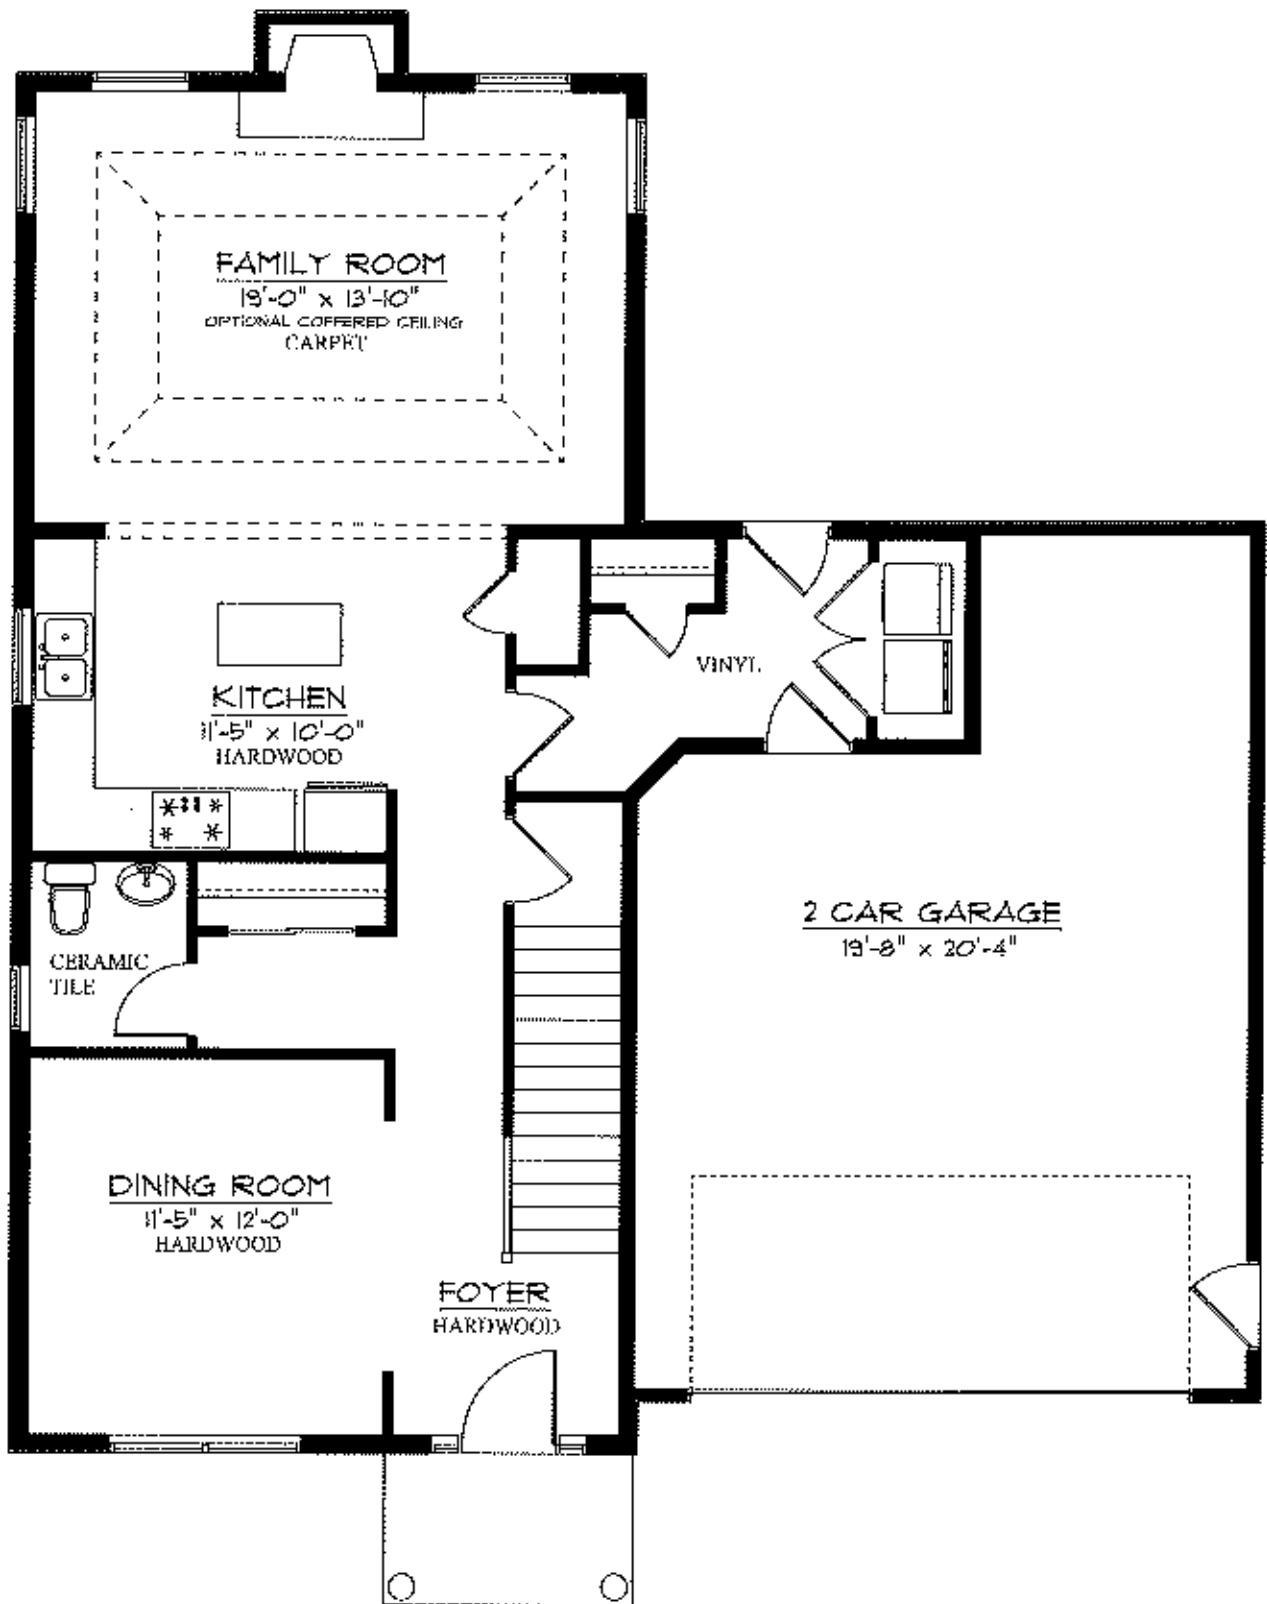 FAMILY ROOM
19'-0" x 13'-10"
OPTIONAL COFFERED CEILING
CARPET
VINYL
KITCHEN
11'-5" x 10'-0"
HARDWOOD
2 CAR GARAGE
19'-8" x 20'-4"
CERAMIC
TILE
DINING ROOM
11'-5" x 12'-0"
HARDWOOD
FOYER
HARDWOOD